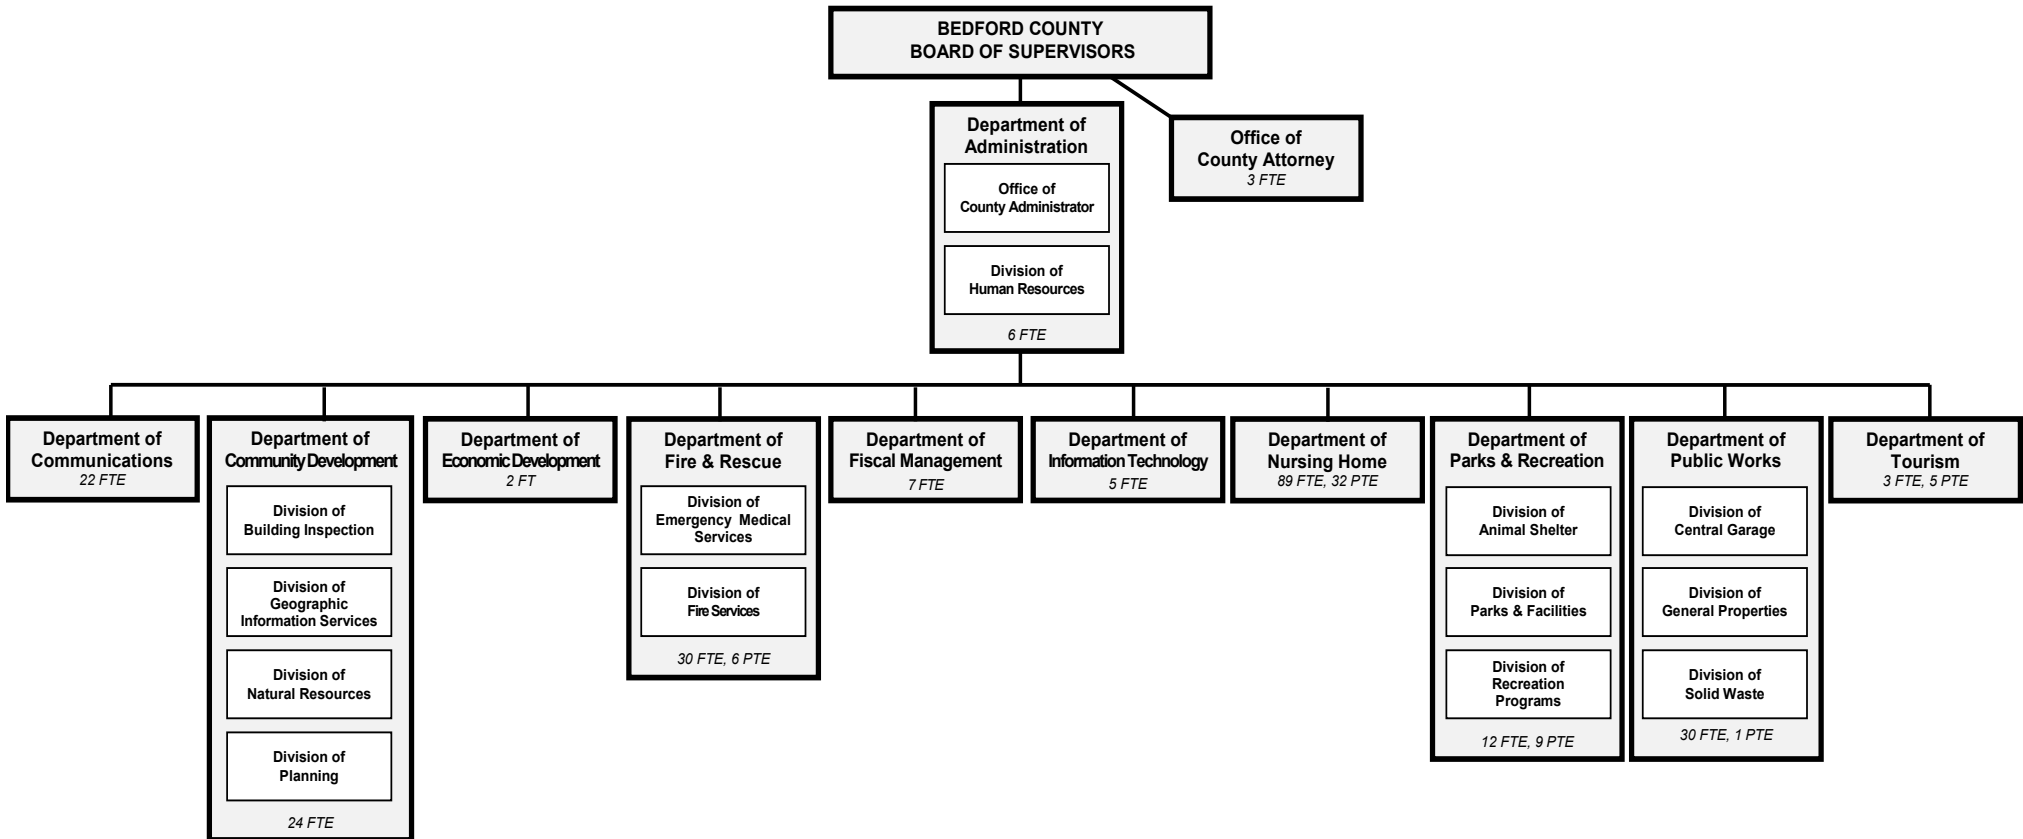 BEDFORD COUNTY
BOARD OF SUPERVISORS
Department of
Administration
Office of
County Administrator
Division of
Human Resources
6 FTE
Office of
County Attorney
3 FTE
Department of
Communications
22 FTE
Department of
Community Development
Division of
Building Inspection
Division of
Geographic
Information Services
Division of
Natural Resources
Division of
Planning
24 FTE
Department of
Economic Development
2 FT
Department of
Fire & Rescue
Division of
Emergency Medical
Services
Division of
Fire Services
30 FTE, 6 PTE
Department of
Fiscal Management
7 FTE
Department of
Information Technology
5 FTE
Department of
Nursing Home
89 FTE, 32 PTE
Department of
Parks & Recreation
Division of
Animal Shelter
Division of
Parks & Facilities
Division of
Recreation
Programs
12 FTE, 9 PTE
Department of
Public Works
Division of
Central Garage
Division of
General Properties
Division of
Solid Waste
30 FTE, 1 PTE
Department of
Tourism
3 FTE, 5 PTE